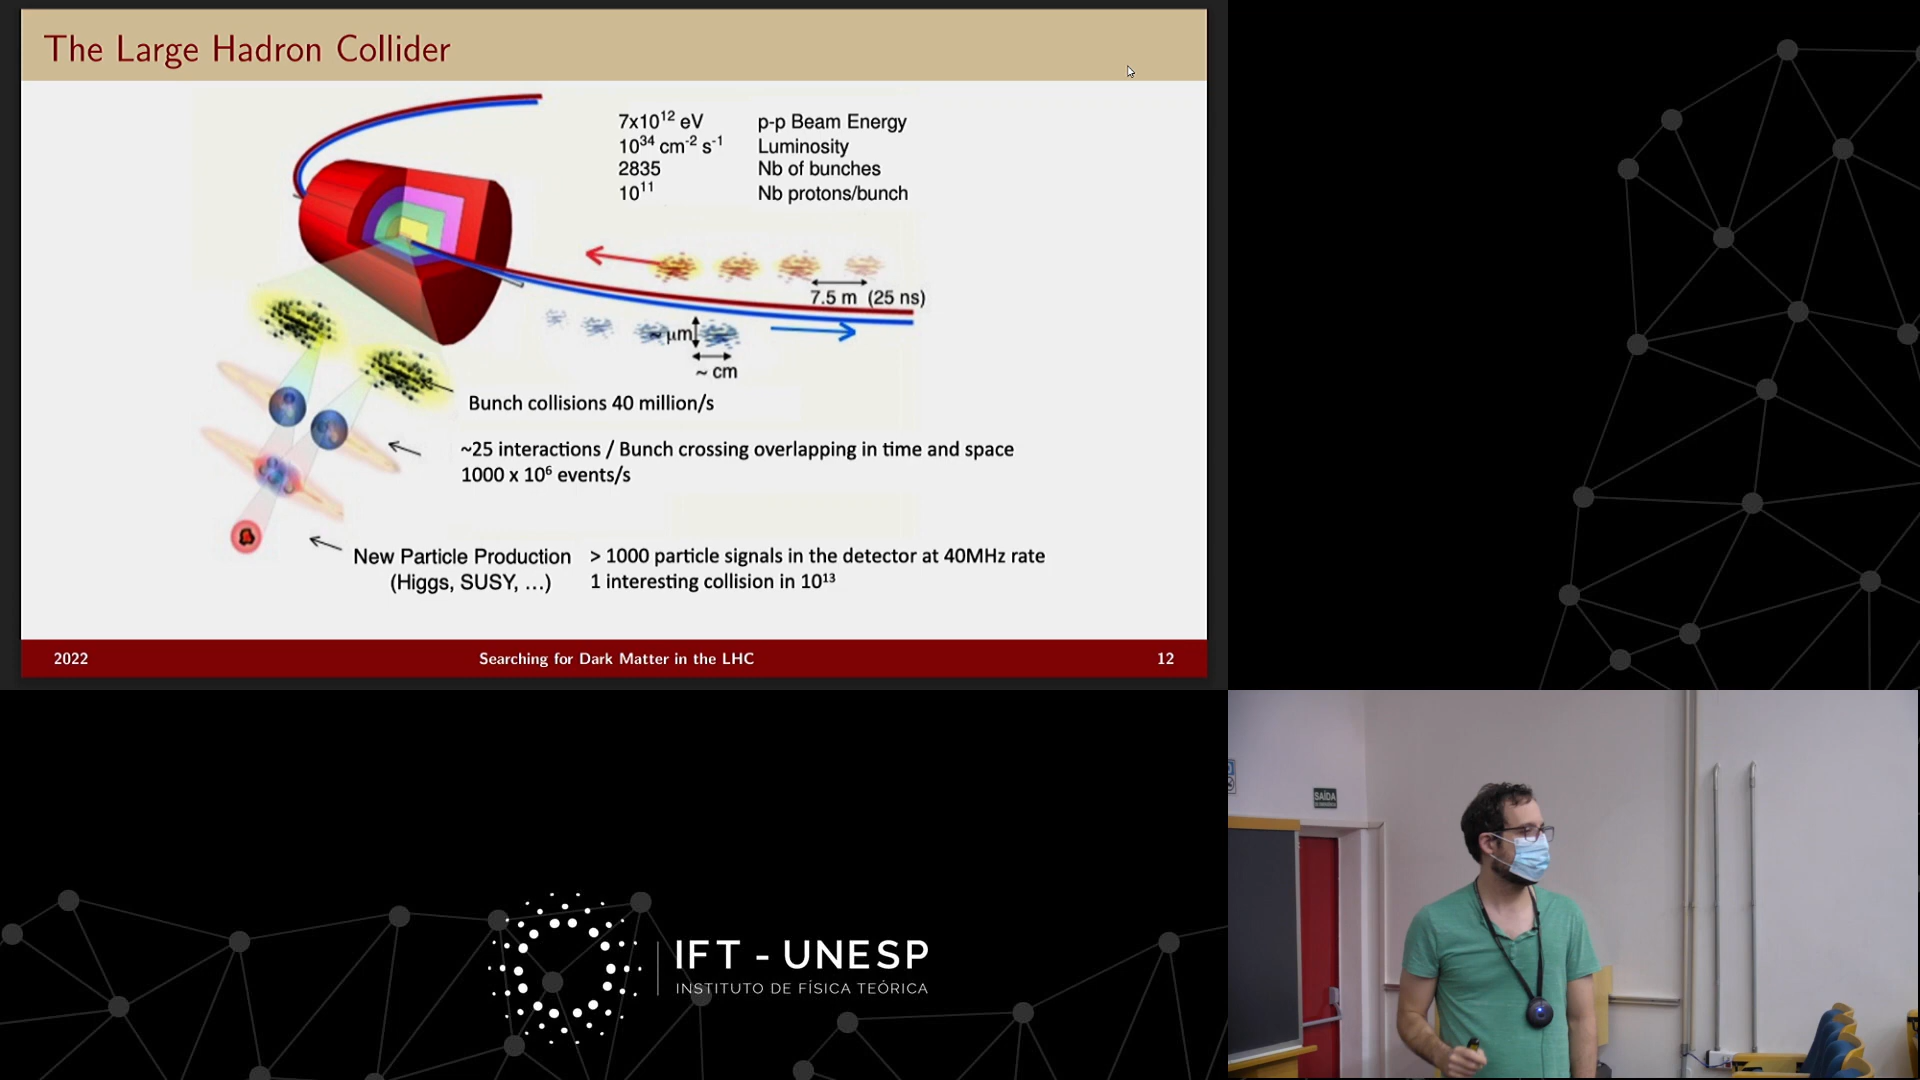 The Large Hadron Collider
7x10¹² eV p-p Beam Energy
10³⁴ cm⁻² s⁻¹ Luminosity
2835 Nb of bunches
10¹¹ Nb protons/bunch
7.5 m (25 ns)
~ μm
~ cm
Bunch collisions 40 million/s
~25 interactions / Bunch crossing overlapping in time and space
1000 x 10⁶ events/s
New Particle Production > 1000 particle signals in the detector at 40MHz rate
(Higgs, SUSY, ...) 1 interesting collision in 10¹³
2022 Searching for Dark Matter in the LHC 12
SAÍDA
IFT - UNESP
INSTITUTO DE FÍSICA TEÓRICA